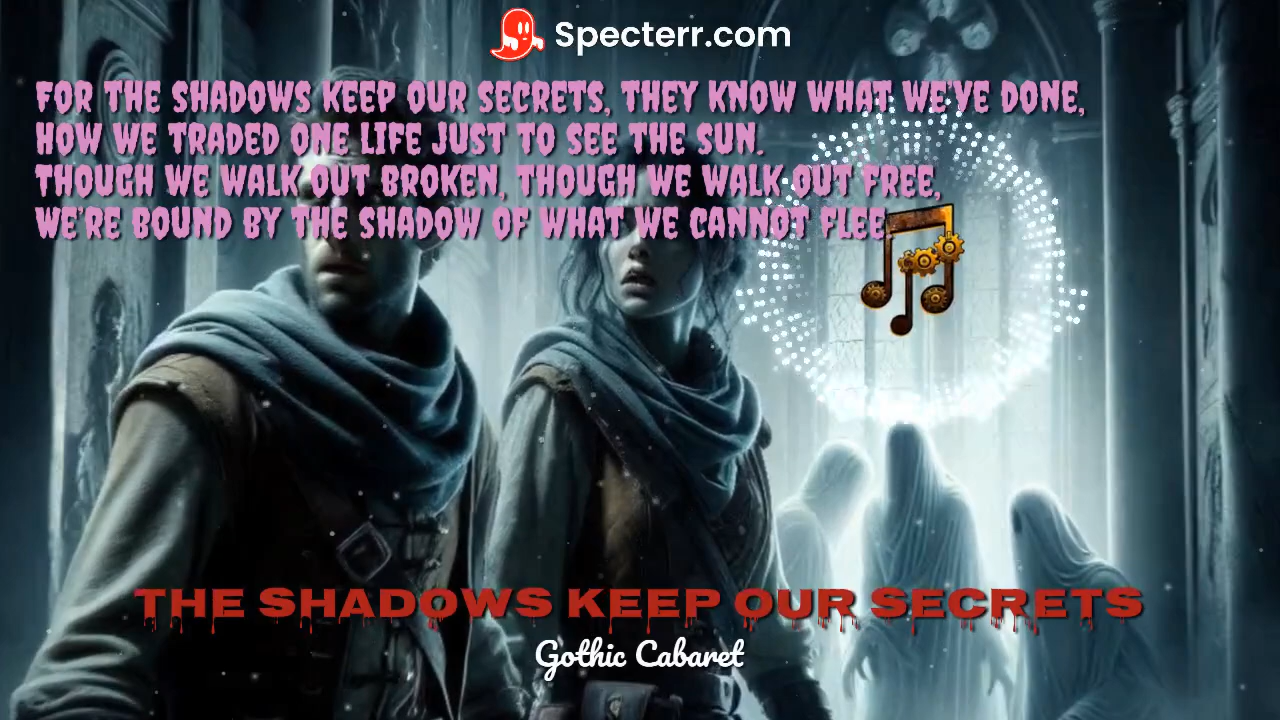 Specterr.com
FOR THE SHADOWS KEEP OUR SECRETS, THEY KNOW WHAT WE'VE DONE,
HOW WE TRADED ONE LIFE JUST TO SEE THE SUN.
THOUGH WE WALK OUT BROKEN, THOUGH WE WALK OUT FREE,
WE'RE BOUND BY THE SHADOW OF WHAT WE CANNOT FLEE
THE SHADOWS KEEP OUR SECRETS
Gothic Cabaret